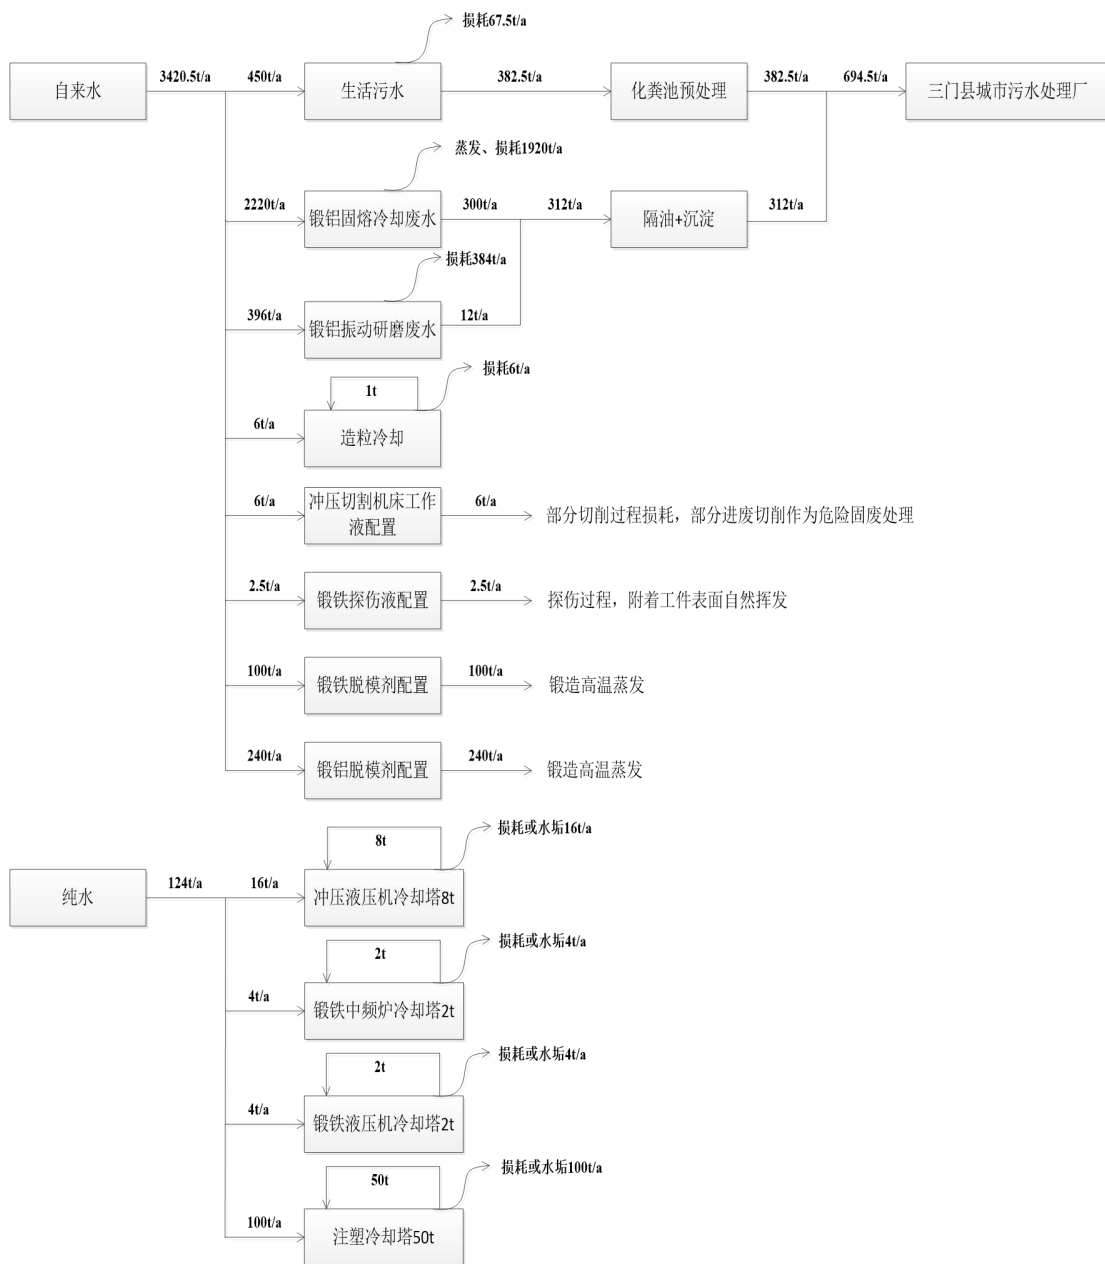 损耗67.5t/a
自来水
3420.5t/a
450t/a
生活污水
382.5t/a
化粪池预处理
382.5t/a
694.5t/a
三门县城市污水处理厂
蒸发、损耗1920t/a
2220t/a
锻铝固熔冷却废水
300t/a
312t/a
隔油+沉淀
312t/a
损耗384t/a
396t/a
锻铝振动研磨废水
12t/a
损耗6t/a
1t
6t/a
造粒冷却
6t/a
冲压切割机床工作
液配置
6t/a
部分切削过程损耗，部分进废切削作为危险固废处理
2.5t/a
锻铁探伤液配置
2.5t/a
探伤过程，附着工件表面自然挥发
100t/a
锻铁脱模剂配置
100t/a
锻造高温蒸发
240t/a
锻铝脱模剂配置
240t/a
锻造高温蒸发
损耗或水垢16t/a
8t
纯水
124t/a
16t/a
冲压液压机冷却塔8t
损耗或水垢4t/a
2t
4t/a
锻铁中频炉冷却塔2t
损耗或水垢4t/a
2t
4t/a
锻铁液压机冷却塔2t
损耗或水垢100t/a
50t
100t/a
注塑冷却塔50t